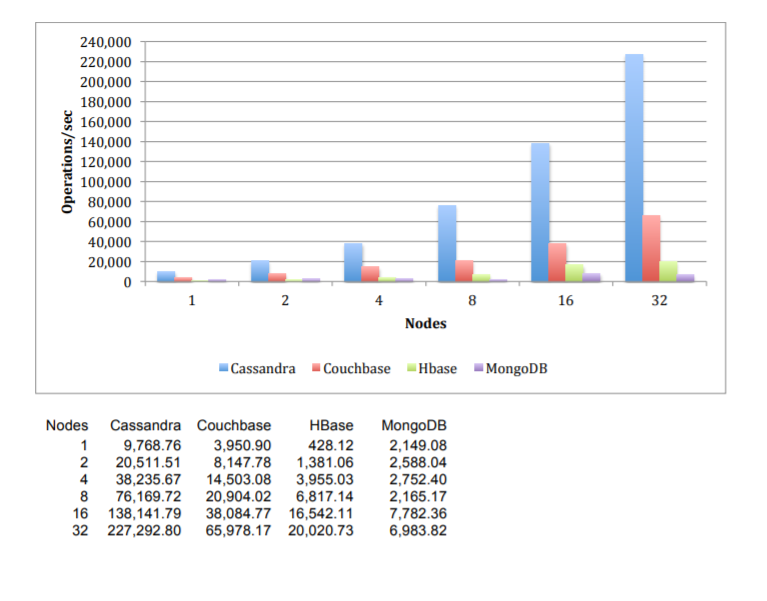 240,000
220,000
200,000
180,000
160,000
140,000
120,000
100,000
80,000
60,000
40,000
20,000
0
Operations/sec
1 2 4 8 16 32
Nodes
Cassandra Couchbase Hbase MongoDB
Nodes Cassandra Couchbase HBase MongoDB
1 9,768.76 3,950.90 428.12 2,149.08
2 20,511.51 8,147.78 1,381.06 2,588.04
4 38,235.67 14,503.08 3,955.03 2,752.40
8 76,169.72 20,904.02 6,817.14 2,165.17
16 138,141.79 38,084.77 16,542.11 7,782.36
32 227,292.80 65,978.17 20,020.73 6,983.82